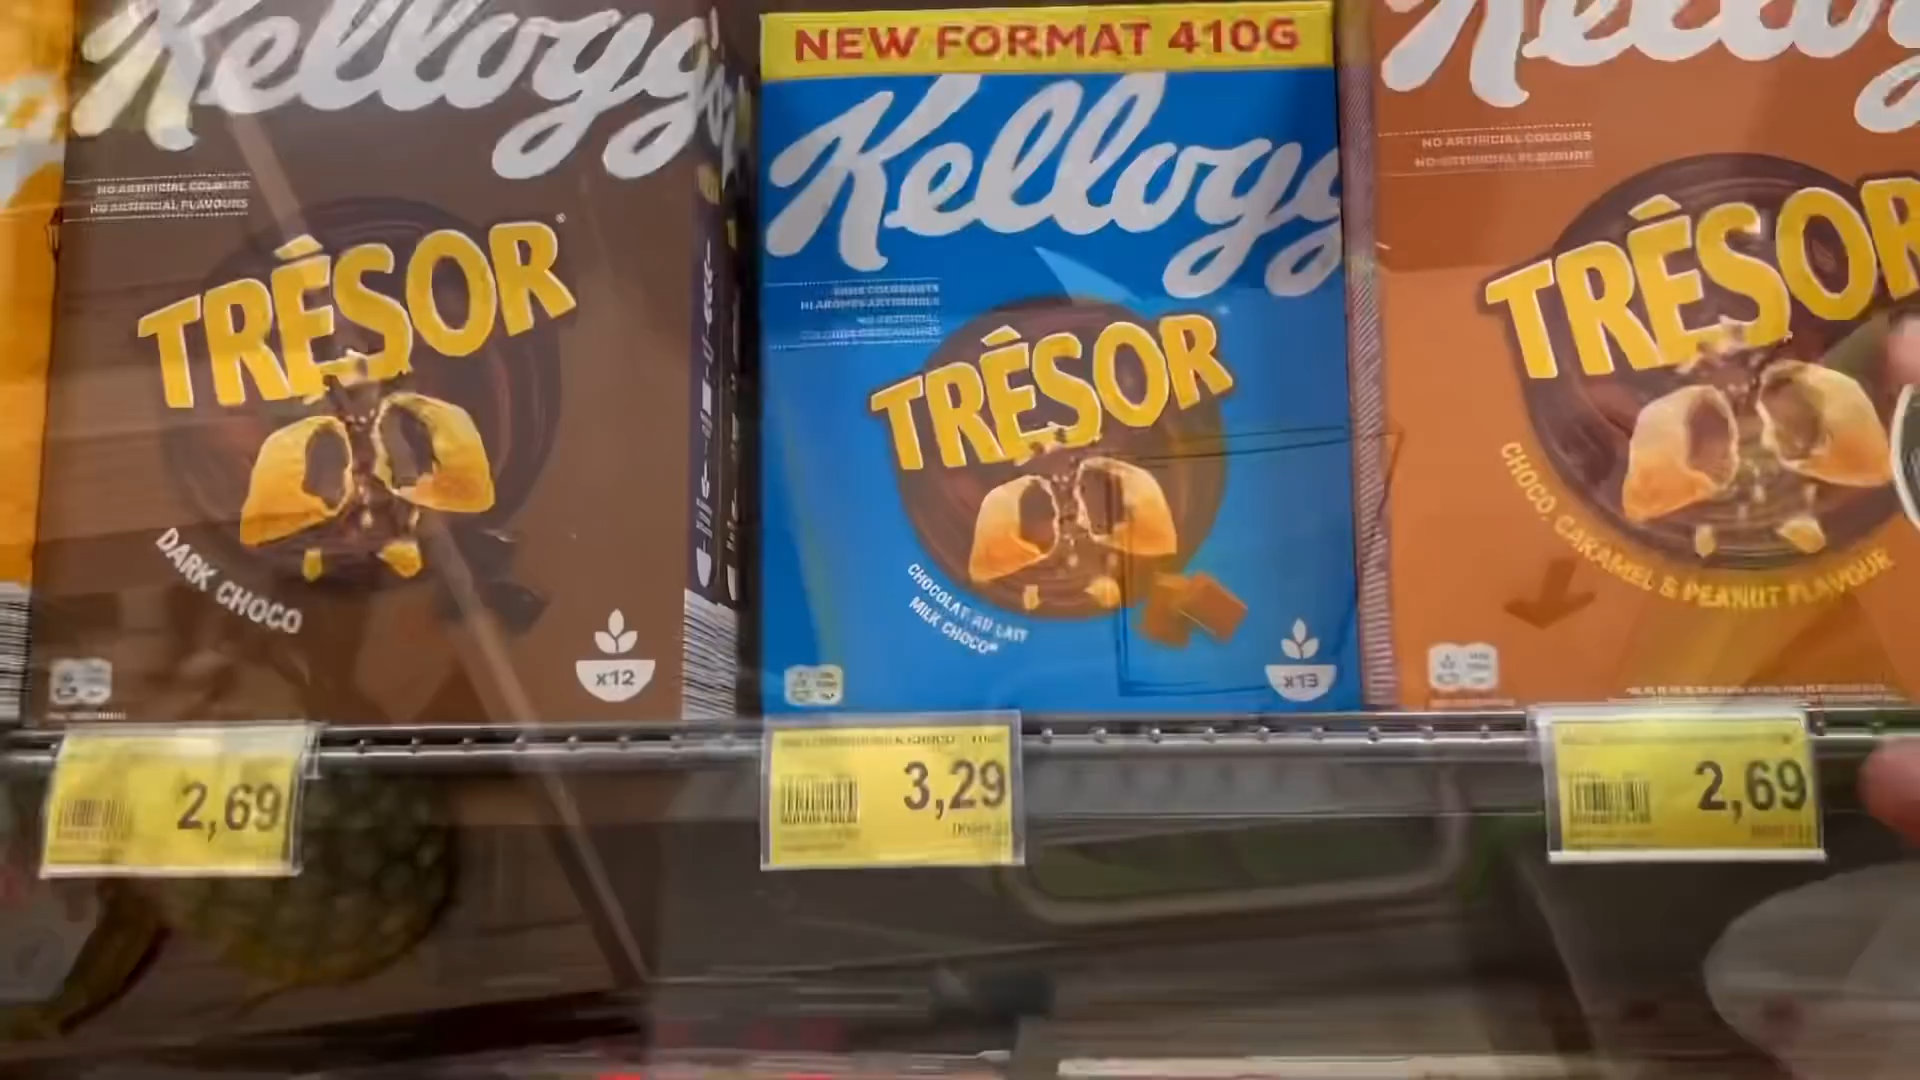 Kellogg
NO ARTIFICIAL COLOURS
NO ARTIFICIAL FLAVOURS
TRÉSOR
DARK CHOCO
x12
2,69
NEW FORMAT 410G
Kellogg
TRÉSOR
CHOCOLAT AU LAIT
MILK CHOCO
x13
3,29
Kellogg
NO ARTIFICIAL COLOURS
NO ARTIFICIAL FLAVOURS
TRÉSOR
CHOCO, CARAMEL & PEANUT FLAVOUR
2,69